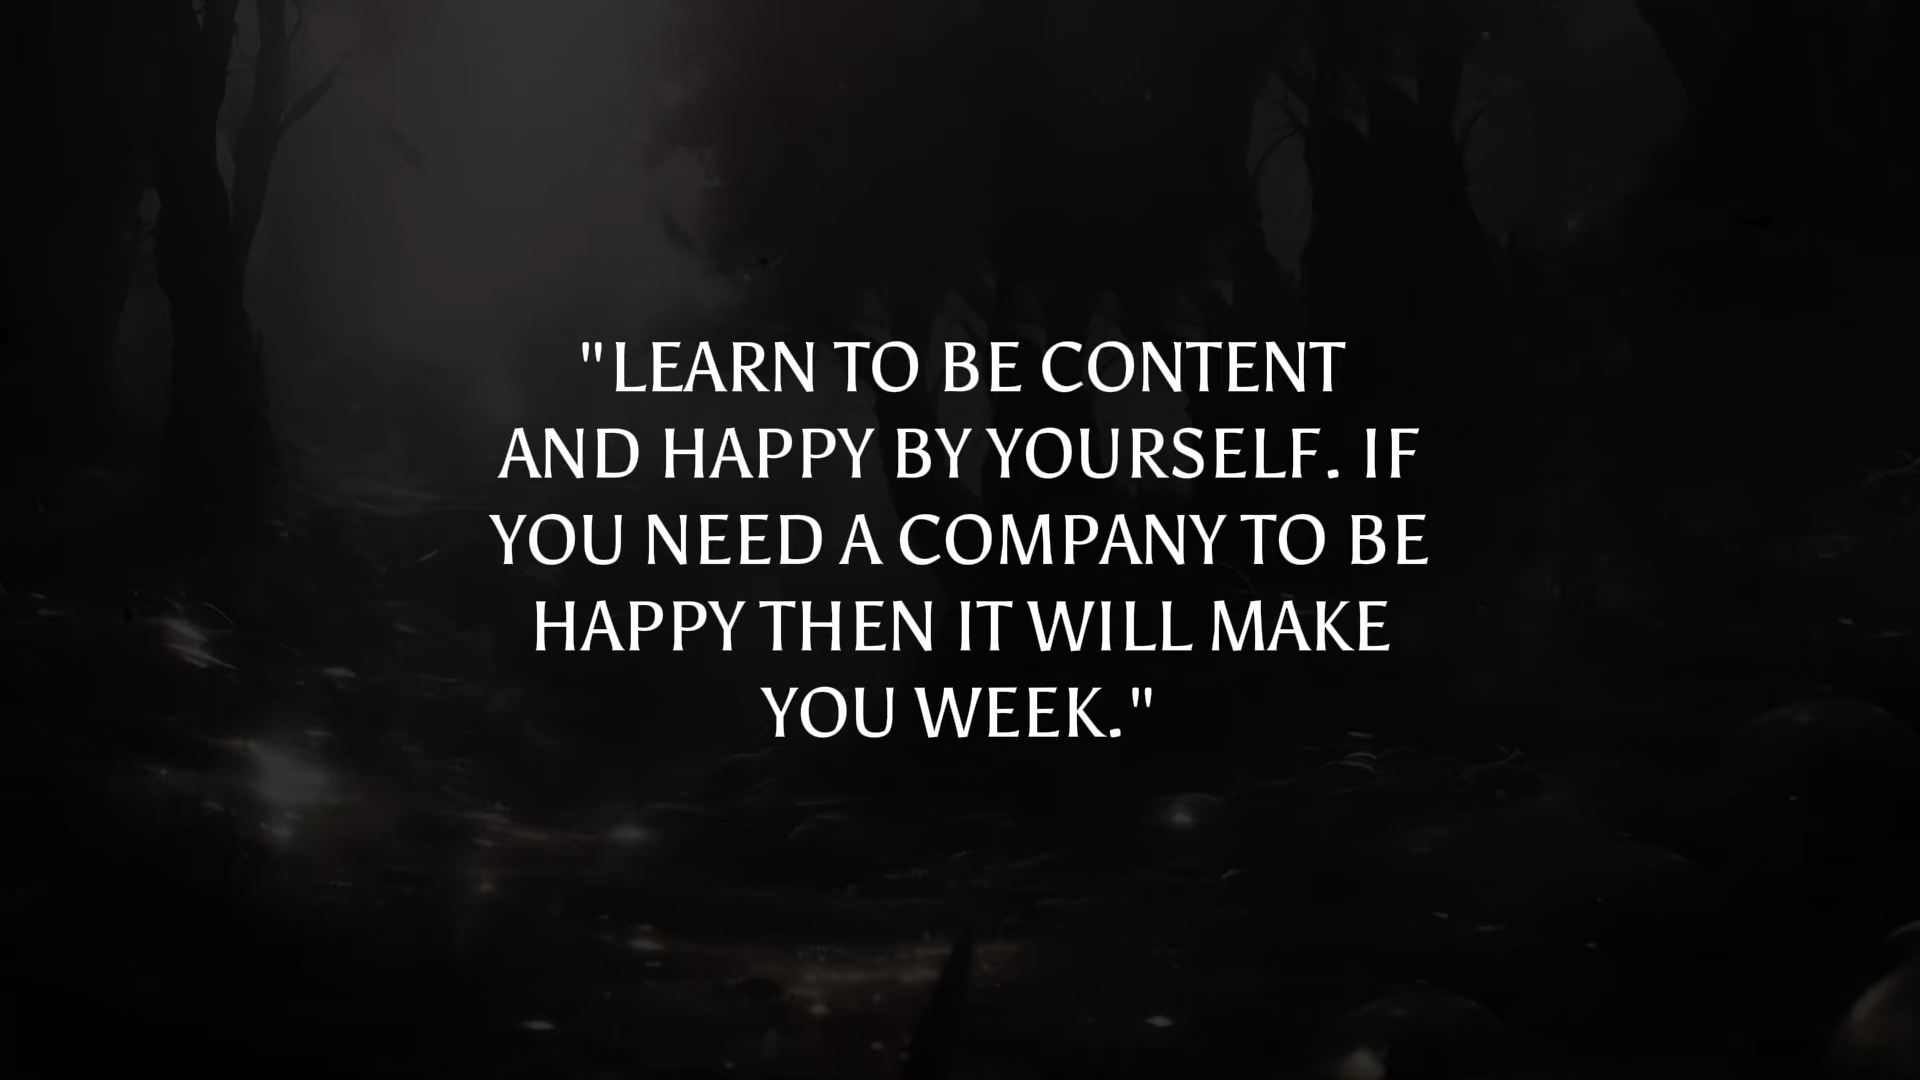 "LEARN TO BE CONTENT
AND HAPPY BY YOURSELF. IF
YOU NEED A COMPANY TO BE
HAPPY THEN IT WILL MAKE
YOU WEEK."